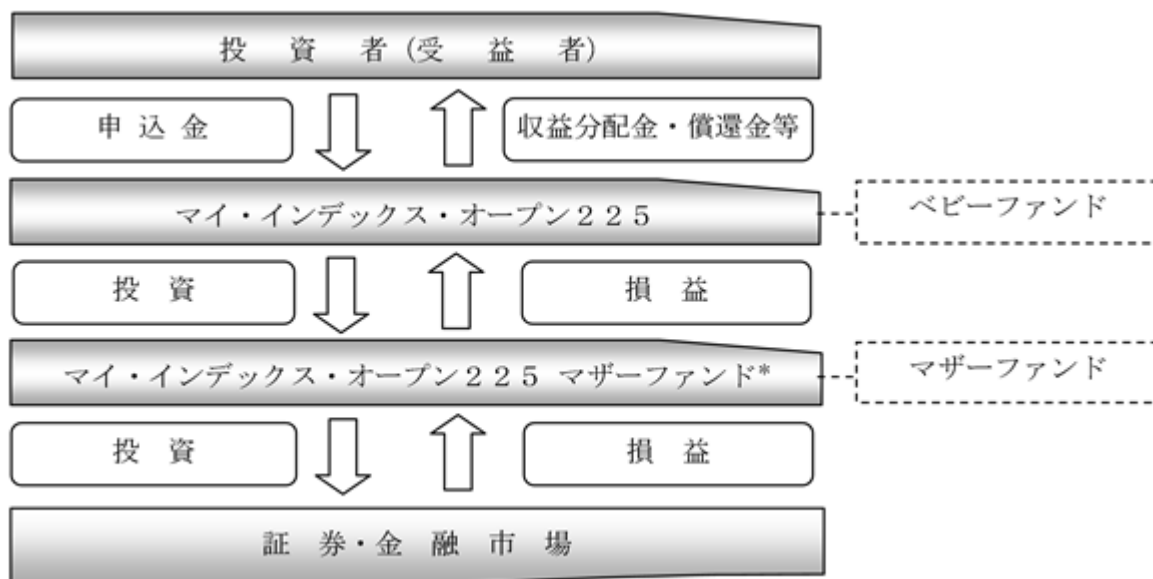 投資者(受益者)
申込金
収益分配金・償還金等
マイ・インデックス・オープン225
ベビーファンド
投資
損益
マイ・インデックス・オープン225 マザーファンド*
マザーファンド
投資
損益
証券・金融市場